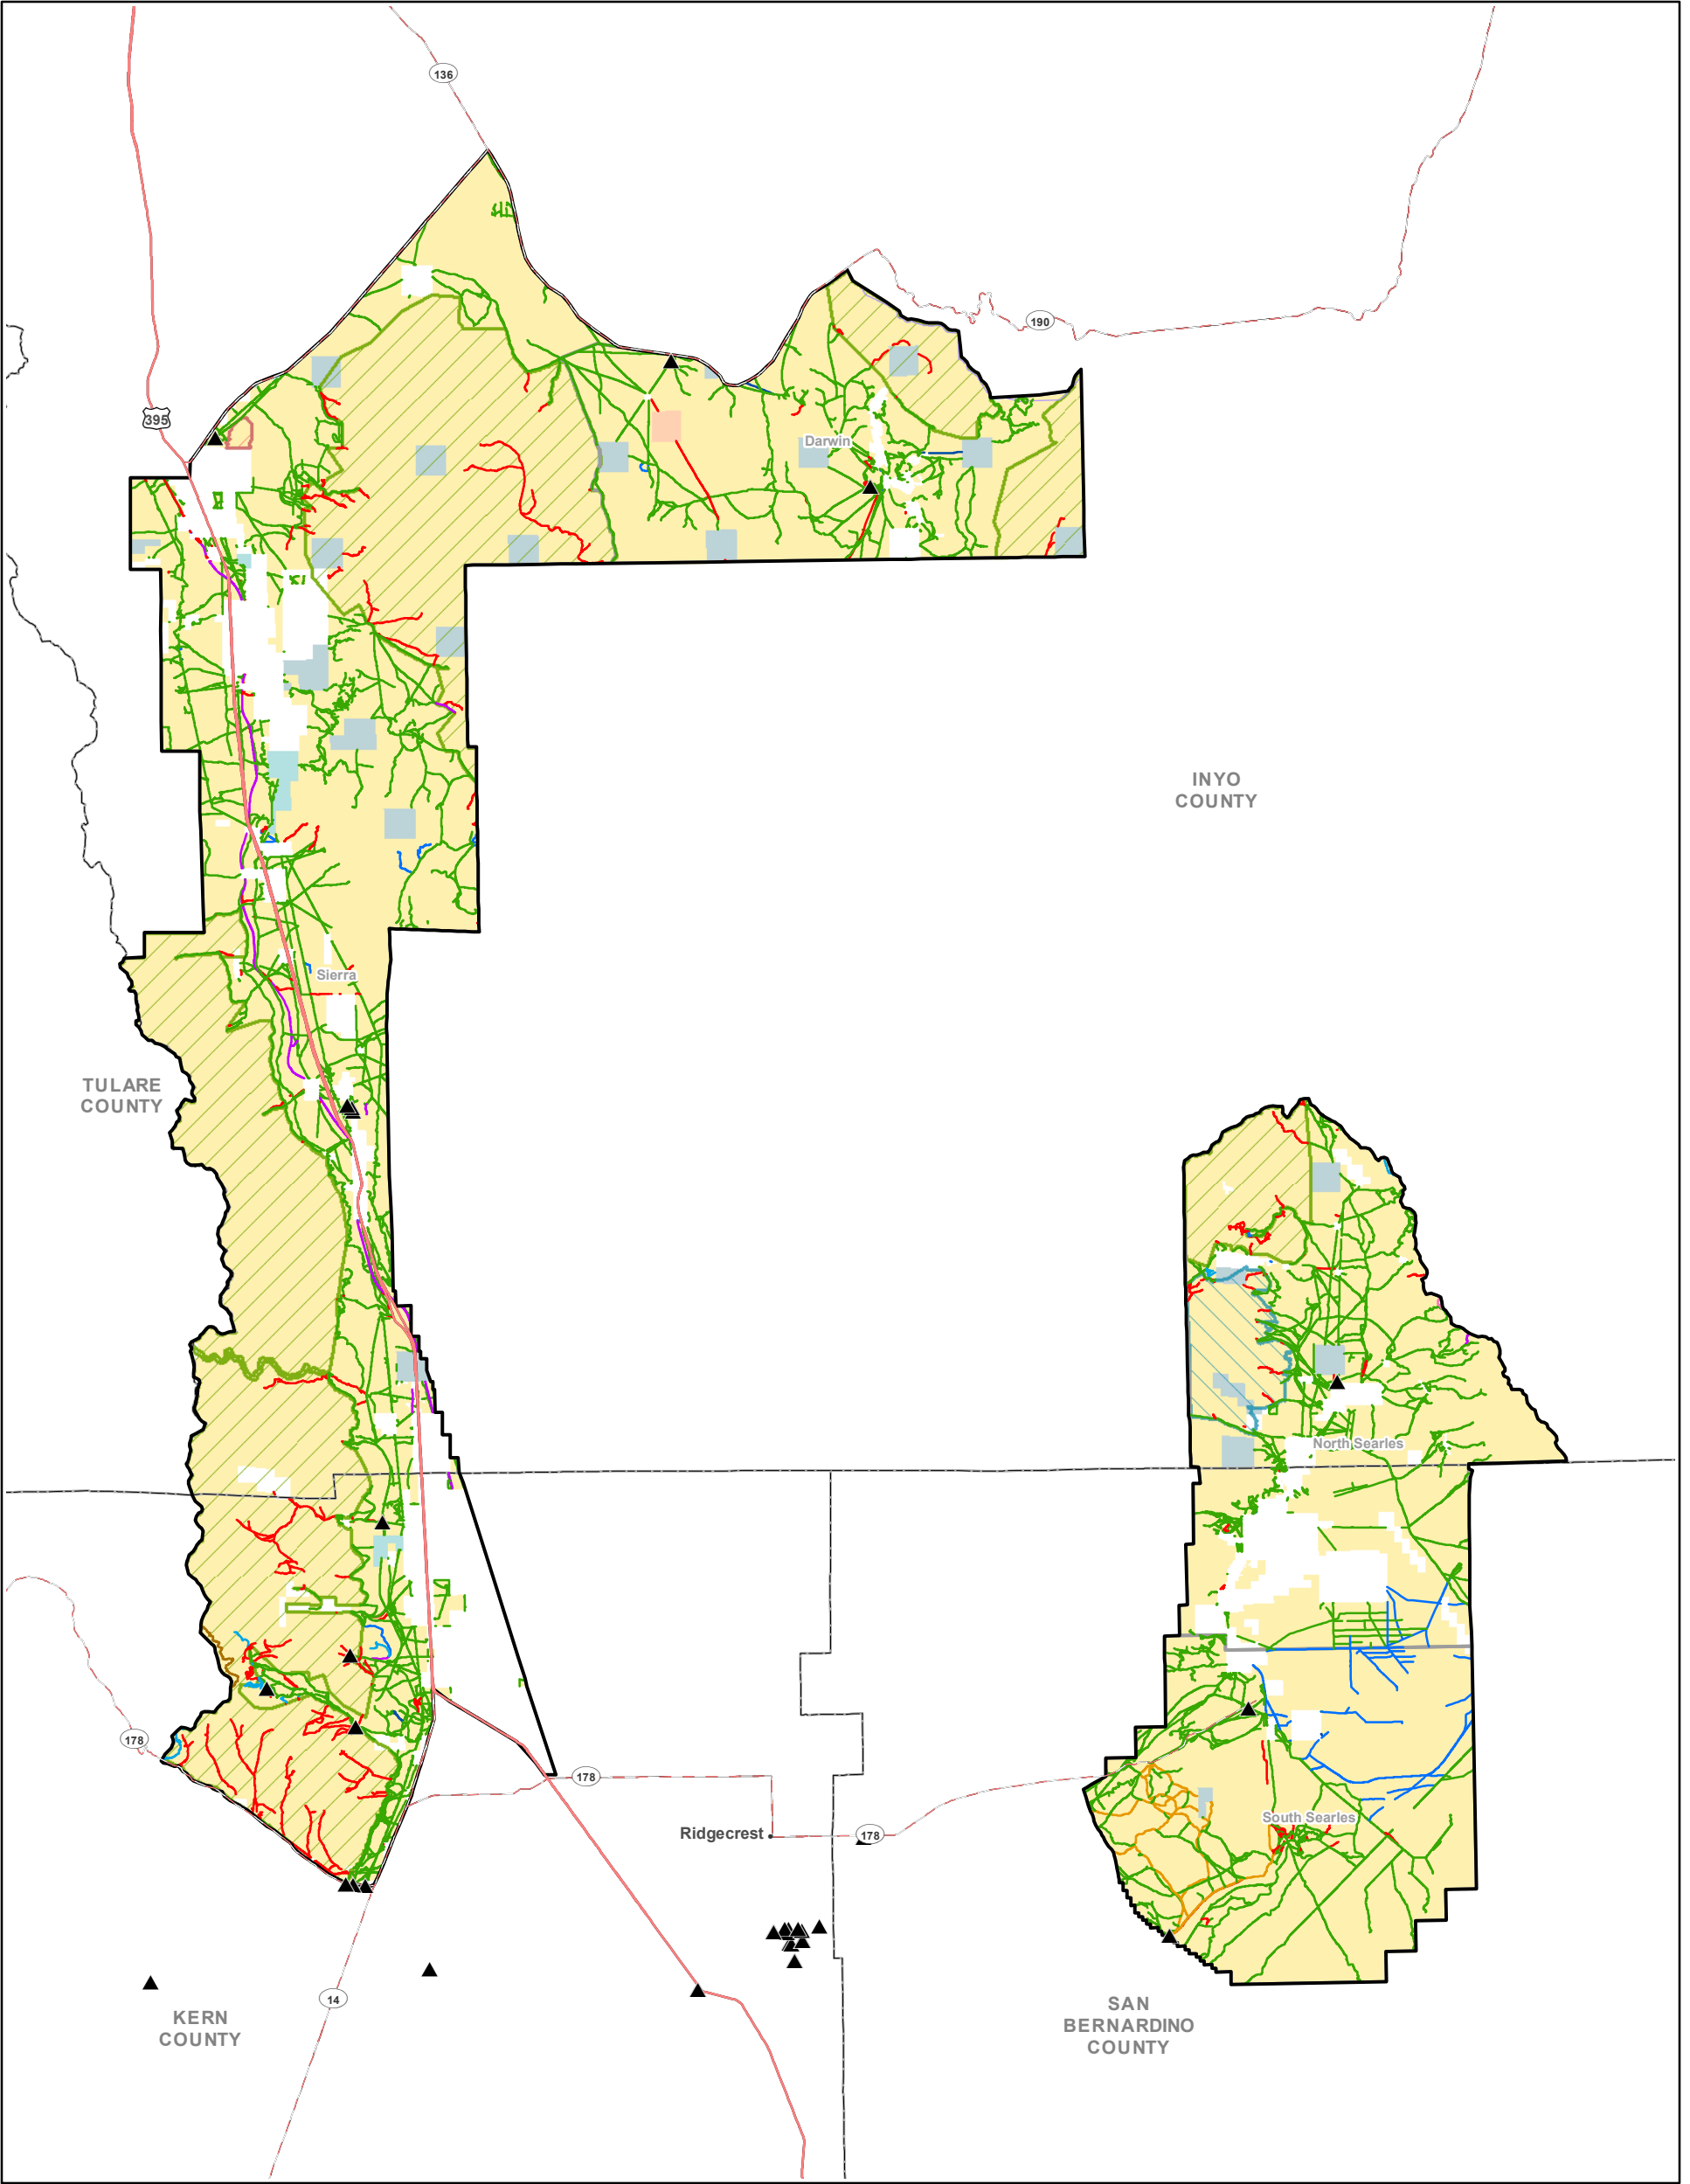 136
190
395
Darwin
INYO
COUNTY
Sierra
TULARE
COUNTY
North Searles
178
178
South Searles
Ridgecrest
178
14
KERN
COUNTY
SAN
BERNARDINO
COUNTY